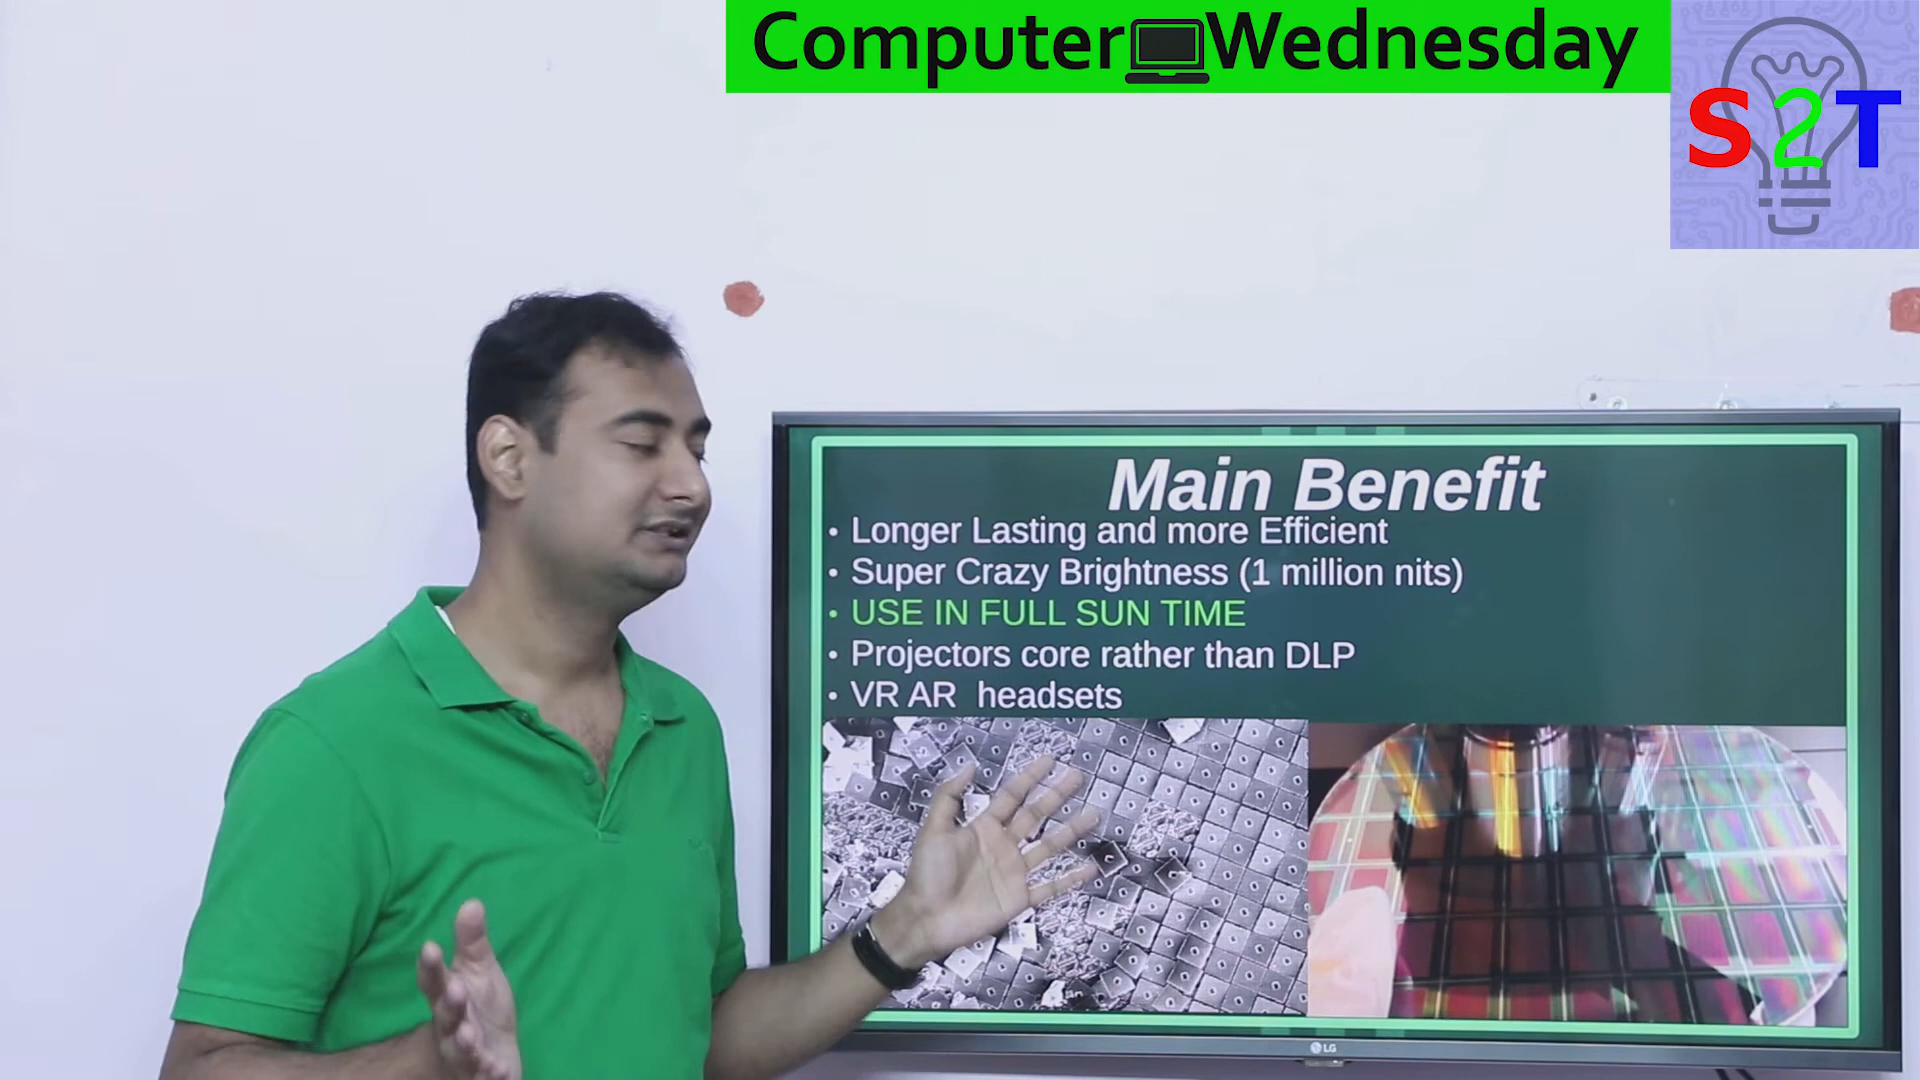 Computer Wednesday
S2T
Main Benefit
• Longer Lasting and more Efficient
• Super Crazy Brightness (1 million nits)
• USE IN FULL SUN TIME
• Projectors core rather than DLP
• VR AR  headsets
LG